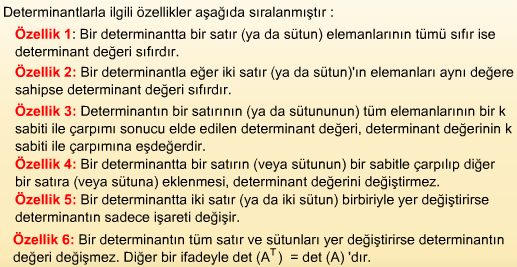 Determinantlarla ilgili özellikler aşağıda sıralanmıştır :
Özellik 1: Bir determinantta bir satır (ya da sütun) elemanlarının tümü sıfır ise
determinant değeri sıfırdır.
Özellik 2: Bir determinantla eğer iki satır (ya da sütun)'ın elemanları aynı değere
sahipse determinant değeri sıfırdır.
Özellik 3: Determinantın bir satırının (ya da sütununun) tüm elemanlarının bir k
sabiti ile çarpımı sonucu elde edilen determinant değeri, determinant değerinin k
sabiti ile çarpımına eşdeğerdir.
Özellik 4: Bir determinantta bir satırın (veya sütunun) bir sabitle çarpılıp diğer
bir satıra (veya sütuna) eklenmesi, determinant değerini değiştirmez.
Özellik 5: Bir determinantta iki satır (ya da iki sütun) birbiriyle yer değiştirirse
determinantın sadece işareti değişir.
Özellik 6: Bir determinantın tüm satır ve sütunları yer değiştirirse determinantın
değeri değişmez. Diğer bir ifadeyle det (Aᵀ) = det (A) 'dır.